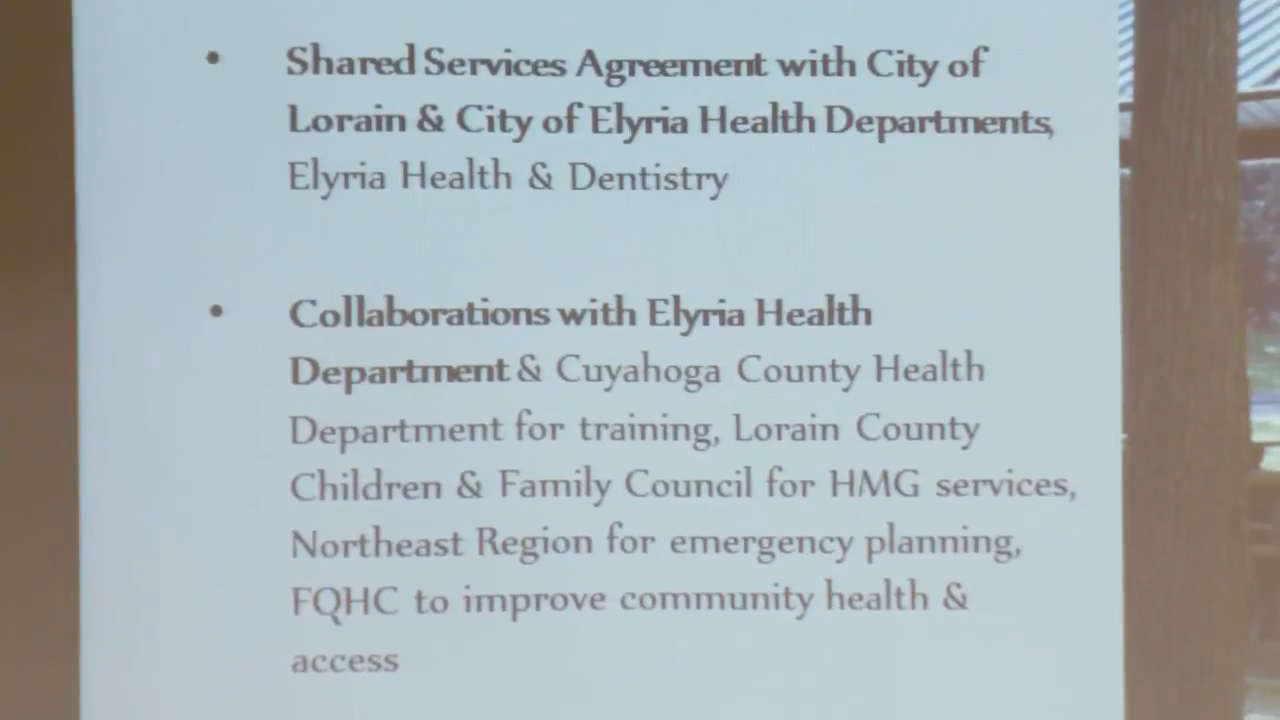 • Shared Services Agreement with City of
Lorain & City of Elyria Health Departments,
Elyria Health & Dentistry
• Collaborations with Elyria Health
Department & Cuyahoga County Health
Department for training, Lorain County
Children & Family Council for HMG services,
Northeast Region for emergency planning,
FQHC to improve community health &
access